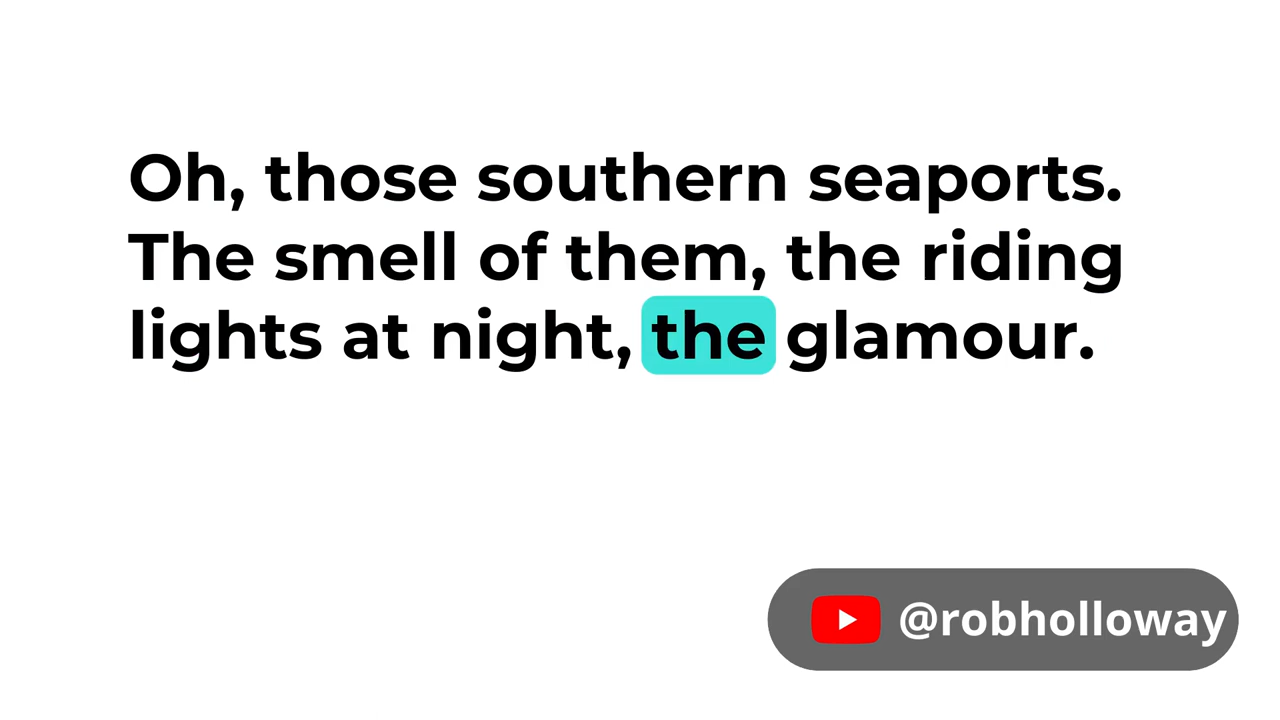 Oh, those southern seaports.
The smell of them, the riding
lights at night, the glamour.
@robholloway